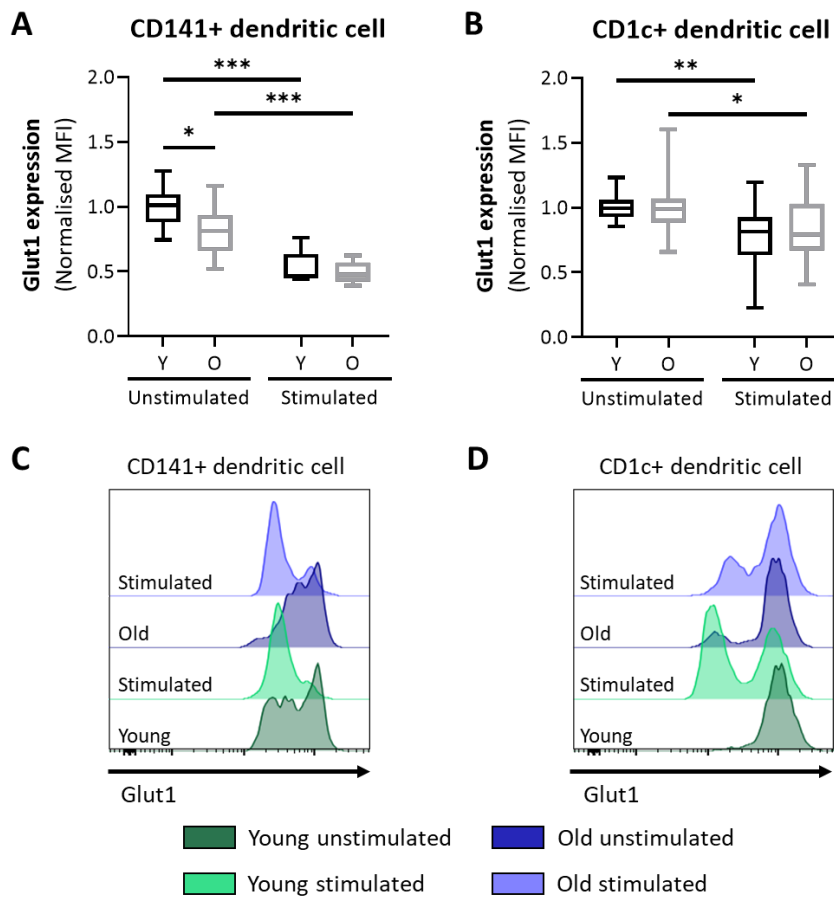 A
CD141+ dendritic cell
Glut1 expression
(Normalised MFI)
2.0
1.5
1.0
0.5
0.0
***
***
*
Y
O
Y
O
Unstimulated
Stimulated
B
CD1c+ dendritic cell
Glut1 expression
(Normalised MFI)
2.0
1.5
1.0
0.5
0.0
**
*
Y
O
Y
O
Unstimulated
Stimulated
C
CD141+ dendritic cell
Stimulated
Old
Stimulated
Young
Glut1
D
CD1c+ dendritic cell
Stimulated
Old
Stimulated
Young
Glut1
Young unstimulated
Old unstimulated
Young stimulated
Old stimulated